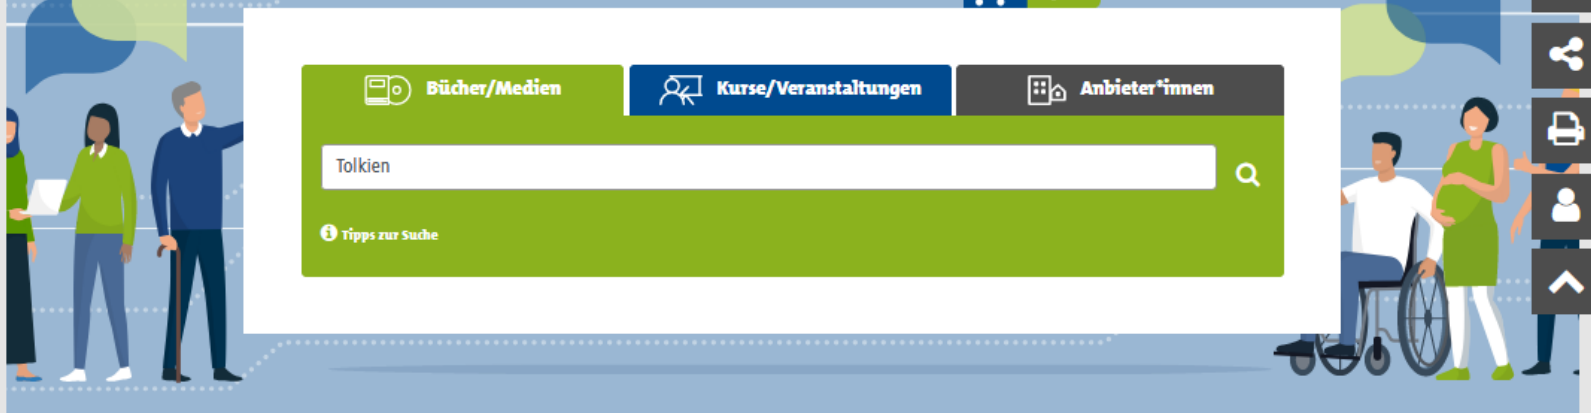 Bücher/Medien
Kurse/Veranstaltungen
Anbieter*innen
Tolkien
Tipps zur Suche